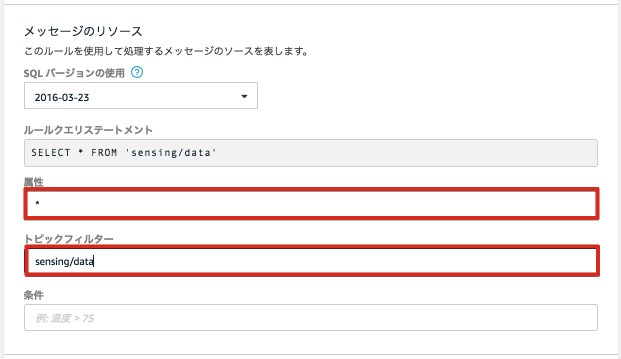 メッセージのリソース
このルールを使用して処理するメッセージのソースを表します。
SQL バージョンの使用 ?
2016-03-23
ルールクエリステートメント
SELECT * FROM 'sensing/data'
属性
*
トピックフィルター
sensing/data
条件
例: 温度 > 75